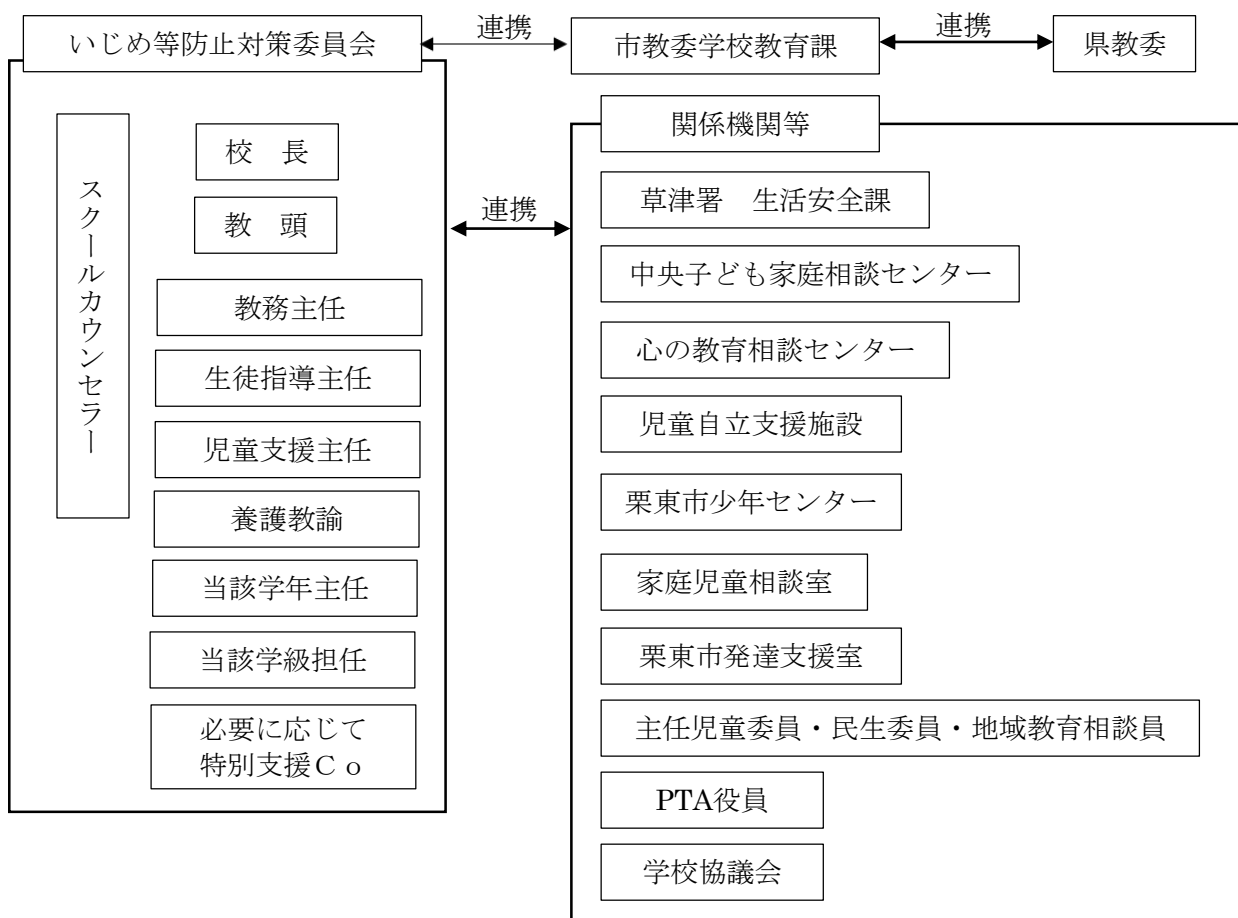 いじめ等防止対策委員会
連携
市教委学校教育課
連携
県教委
スクールカウンセラー
校　長
教　頭
教務主任
生徒指導主任
児童支援主任
養護教諭
当該学年主任
当該学級担任
必要に応じて
特別支援Ｃｏ
連携
関係機関等
草津署　生活安全課
中央子ども家庭相談センター
心の教育相談センター
児童自立支援施設
栗東市少年センター
家庭児童相談室
栗東市発達支援室
主任児童委員・民生委員・地域教育相談員
PTA役員
学校協議会